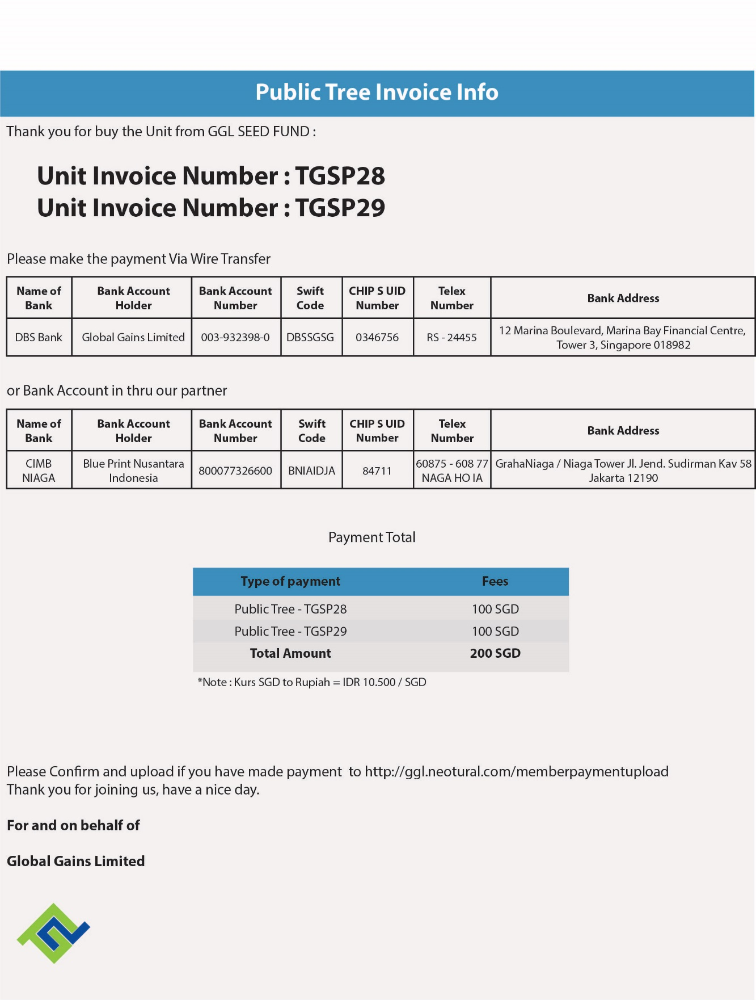 Public Tree Invoice Info
Thank you for buy the Unit from GGL SEED FUND :
Unit Invoice Number : TGSP28
Unit Invoice Number : TGSP29
Please make the payment Via Wire Transfer
Name of Bank Bank Account Holder Bank Account Number Swift Code CHIP S UID Number Telex Number Bank Address
DBS Bank Global Gains Limited 003-932398-0 DBSSGSG 0346756 RS - 24455 12 Marina Boulevard, Marina Bay Financial Centre, Tower 3, Singapore 018982
or Bank Account in thru our partner
Name of Bank Bank Account Holder Bank Account Number Swift Code CHIP S UID Number Telex Number Bank Address
CIMB NIAGA Blue Print Nusantara Indonesia 800077326600 BNIAIDJA 84711 60875 - 608 77 NAGA HO IA GrahaNiaga / Niaga Tower Jl. Jend. Sudirman Kav 58 Jakarta 12190
Payment Total
Type of payment Fees
Public Tree - TGSP28 100 SGD
Public Tree - TGSP29 100 SGD
Total Amount 200 SGD
*Note : Kurs SGD to Rupiah = IDR 10.500 / SGD
Please Confirm and upload if you have made payment to http://ggl.neotural.com/memberpaymentupload
Thank you for joining us, have a nice day.
For and on behalf of
Global Gains Limited